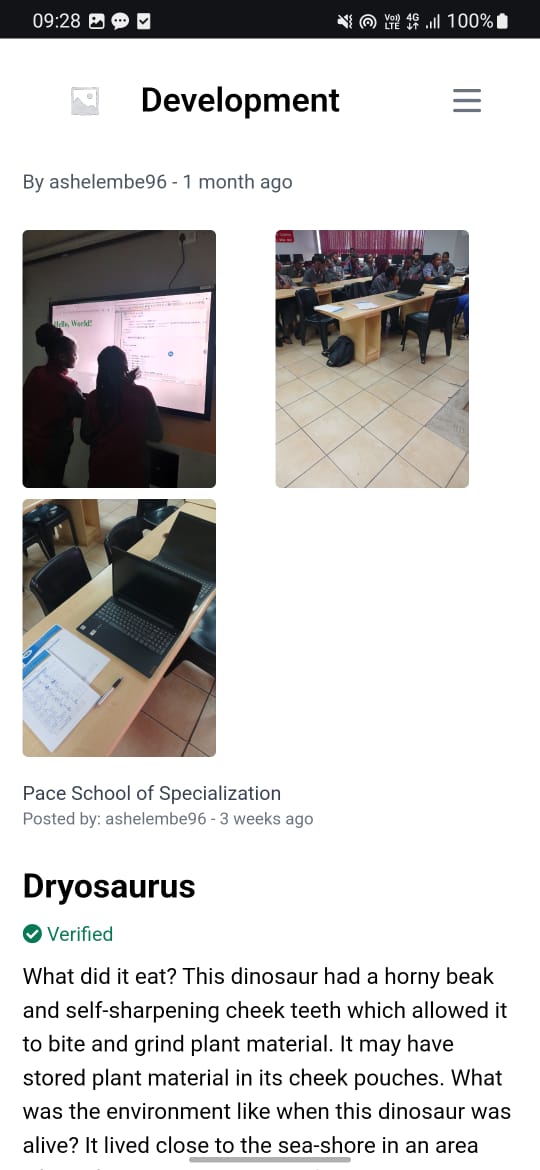 09:28 Vo) LTE 4G 100%
Development
By ashelembe96 - 1 month ago
Hello, World!
Pace School of Specialization
Posted by: ashelembe96 - 3 weeks ago
Dryosaurus
Verified
What did it eat? This dinosaur had a horny beak
and self-sharpening cheek teeth which allowed it
to bite and grind plant material. It may have
stored plant material in its cheek pouches. What
was the environment like when this dinosaur was
alive? It lived close to the sea-shore in an area